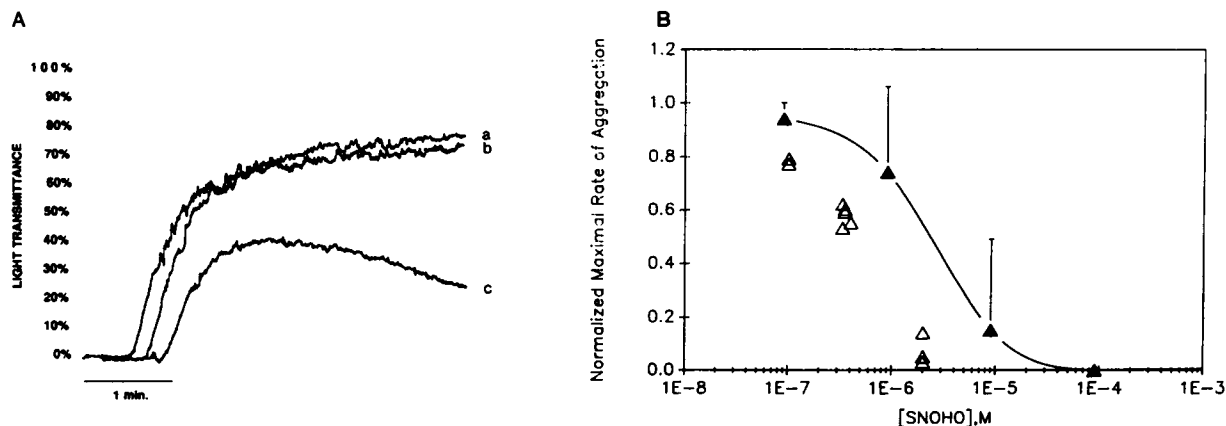 A
100%
90%
80%
70%
60%
50%
40%
30%
20%
10%
0%
LIGHT TRANSMITTANCE
a
b
c
1 min.
B
Normalized Maximal Rate of Aggregation
1.2
1.0
0.8
0.6
0.4
0.2
0.0
1E-8
1E-7
1E-6
1E-5
1E-4
1E-3
[SNOHO],M